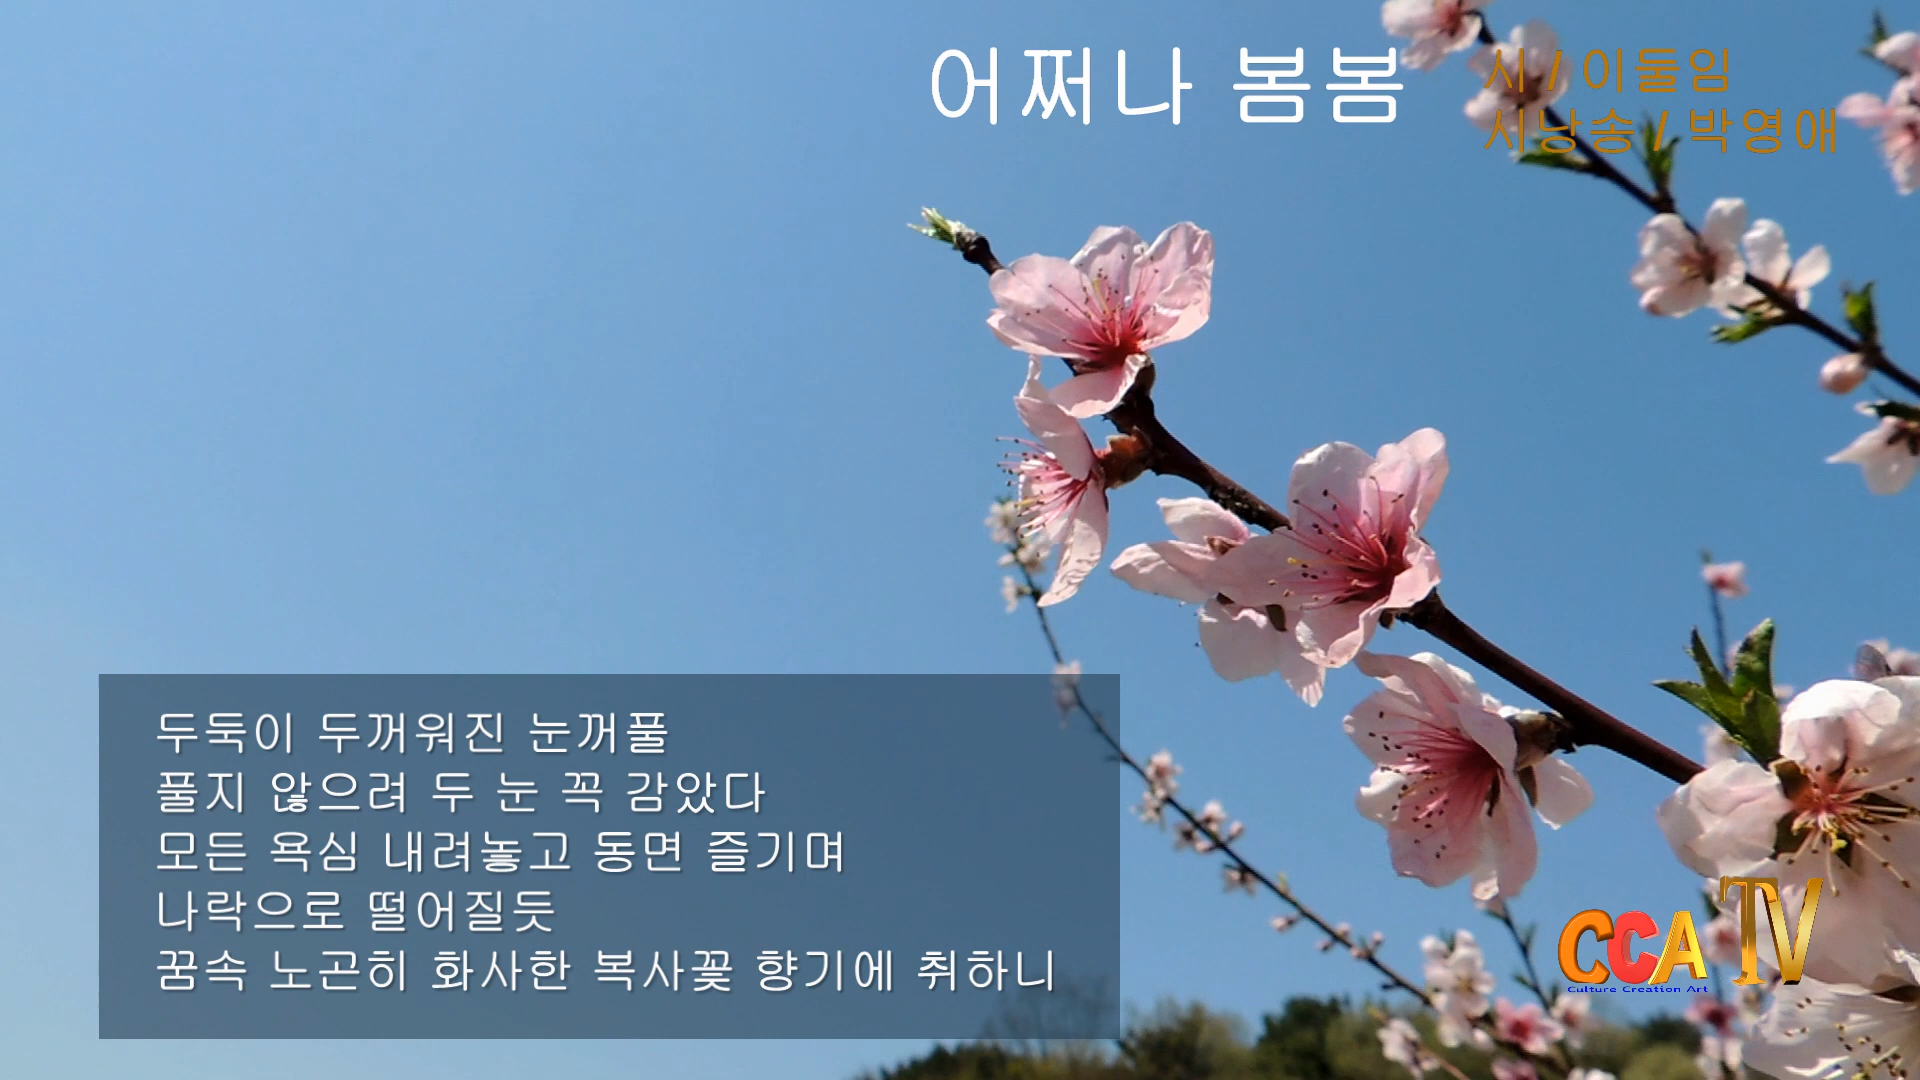 어쩌나 봄봄
시 / 이둘임
시낭송 / 박영애
두둑이 두꺼워진 눈꺼풀
풀지 않으려 두 눈 꼭 감았다
모든 욕심 내려놓고 동면 즐기며
나락으로 떨어질듯
꿈속 노곤히 화사한 복사꽃 향기에 취하니
CCA TV
Culture Creation Art